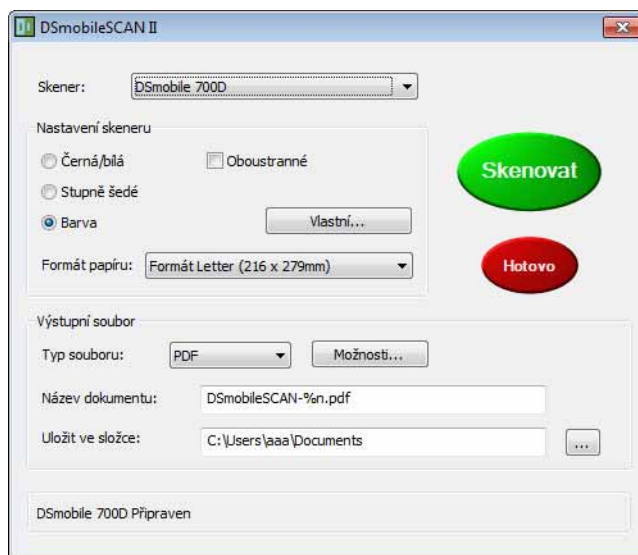 DSmobileSCAN II
Skener: DSmobile 700D
Nastavení skeneru
Černá/bílá Oboustranné
Stupně šedé
Barva Vlastní...
Formát papíru: Formát Letter (216 x 279mm)
Skenovat
Hotovo
Výstupní soubor
Typ souboru: PDF Možnosti...
Název dokumentu: DSmobileSCAN-%n.pdf
Uložit ve složce: C:\Users\aaa\Documents ...
DSmobile 700D Připraven